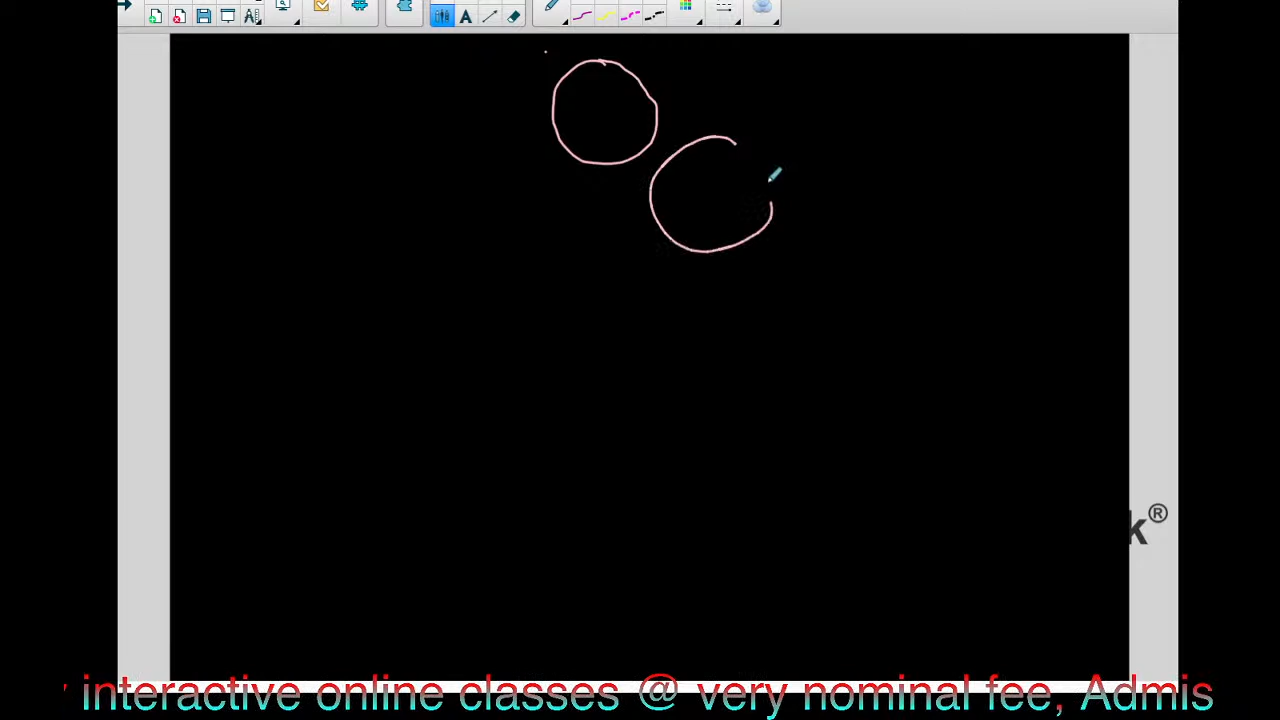 k®
interactive online classes @ very nominal fee, Admis